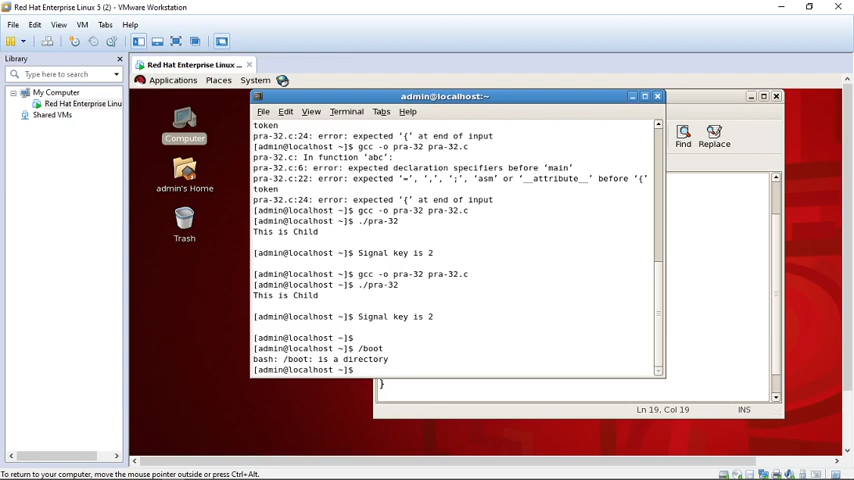 Red Hat Enterprise Linux 5 (2) - VMware Workstation
File Edit View VM Tabs Help
Library
Type here to search
My Computer
Red Hat Enterprise Linu
Shared VMs
Red Hat Enterprise Linux ...
Applications Places System
Computer
admin's Home
Trash
admin@localhost:~
File Edit View Terminal Tabs Help
token
pra-32.c:24: error: expected ‘{’ at end of input
[admin@localhost ~]$ gcc -o pra-32 pra-32.c
pra-32.c: In function ‘abc’:
pra-32.c:6: error: expected declaration specifiers before ‘main’
pra-32.c:22: error: expected ‘=’, ‘,’, ‘;’, ‘asm’ or ‘__attribute__’ before ‘{’
token
pra-32.c:24: error: expected ‘{’ at end of input
[admin@localhost ~]$ gcc -o pra-32 pra-32.c
[admin@localhost ~]$ ./pra-32
This is Child
[admin@localhost ~]$ Signal key is 2
[admin@localhost ~]$ gcc -o pra-32 pra-32.c
[admin@localhost ~]$ ./pra-32
This is Child
[admin@localhost ~]$ Signal key is 2
[admin@localhost ~]$
[admin@localhost ~]$ /boot
bash: /boot: is a directory
[admin@localhost ~]$
Find Replace
}
Ln 19, Col 19 INS
To return to your computer, move the mouse pointer outside or press Ctrl+Alt.